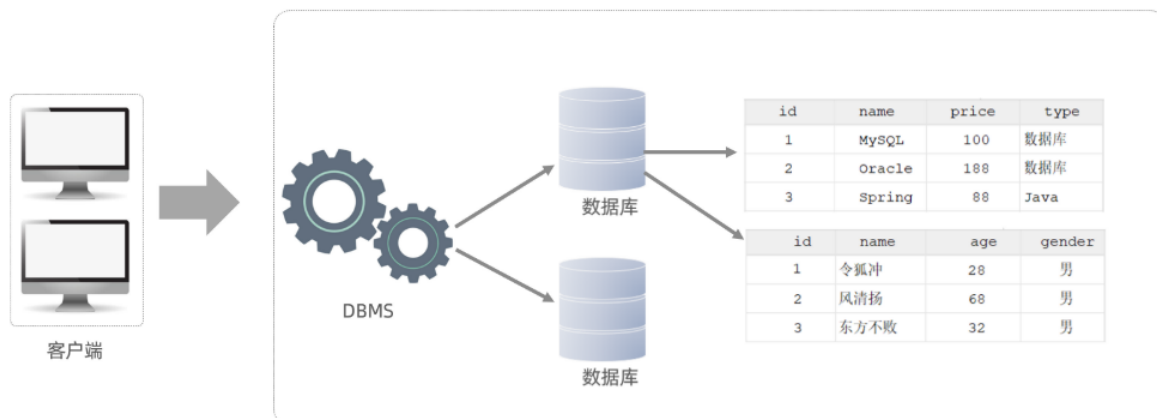 id name price type
1 MySQL 100 数据库
2 Oracle 188 数据库
3 Spring 88 Java
数据库
id name age gender
1 令狐冲 28 男
2 风清扬 68 男
3 东方不败 32 男
DBMS
客户端
数据库